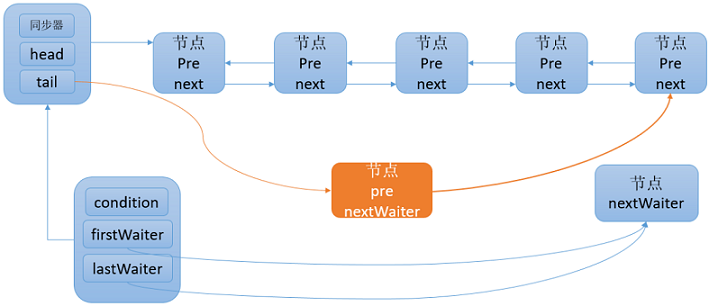 同步器
head
tail
节点
Pre
next
节点
Pre
next
节点
Pre
next
节点
Pre
next
节点
Pre
next
节点
pre
nextWaiter
节点
nextWaiter
condition
firstWaiter
lastWaiter